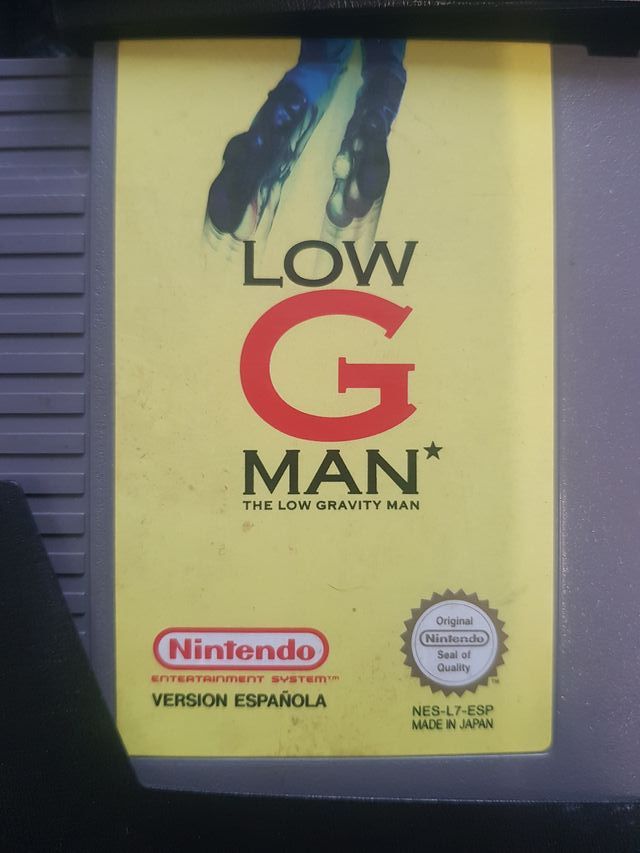 LOW
G
MAN*
THE LOW GRAVITY MAN
Nintendo
ENTERTAINMENT SYSTEM™
VERSION ESPAÑOLA
Original
Nintendo
Seal of
Quality
TM
NES-L7-ESP
MADE IN JAPAN